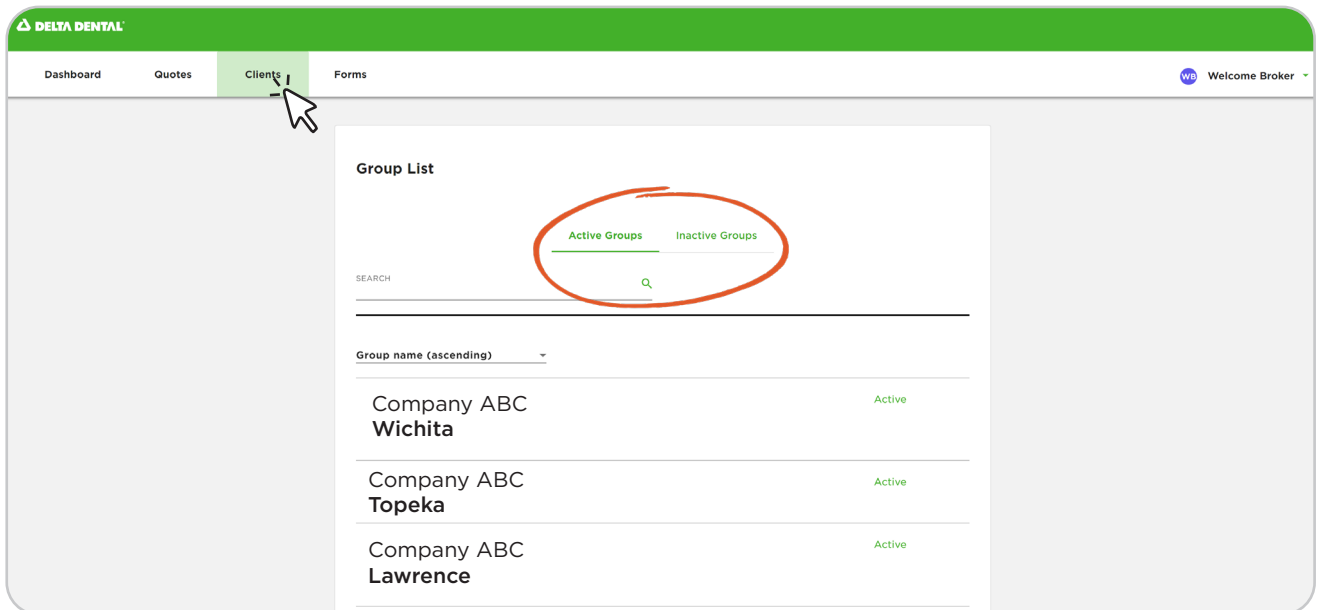 DELTA DENTAL
Dashboard Quotes Clients Forms WB Welcome Broker
Group List
Active Groups Inactive Groups
SEARCH
Group name (ascending)
Company ABC Active
Wichita
Company ABC Active
Topeka
Company ABC Active
Lawrence